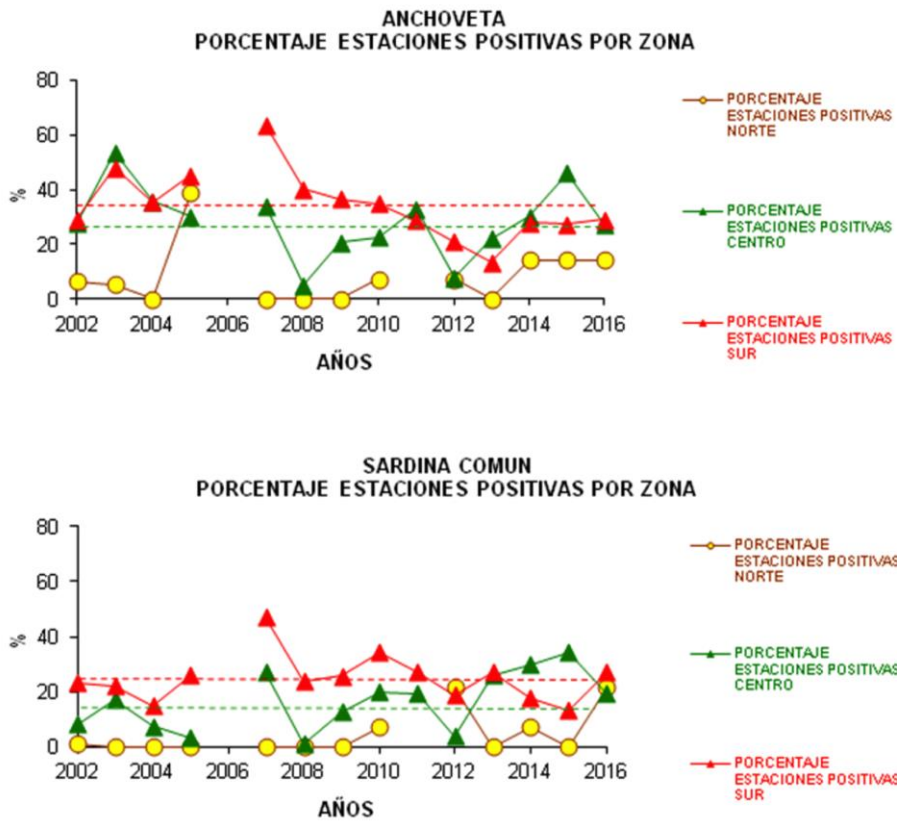 ANCHOVETA
PORCENTAJE ESTACIONES POSITIVAS POR ZONA
80
60
40
20
0
%
2002 2004 2006 2008 2010 2012 2014 2016
AÑOS
PORCENTAJE
ESTACIONES POSITIVAS
NORTE
PORCENTAJE
ESTACIONES POSITIVAS
CENTRO
PORCENTAJE
ESTACIONES POSITIVAS
SUR
SARDINA COMUN
PORCENTAJE ESTACIONES POSITIVAS POR ZONA
80
60
40
20
0
%
2002 2004 2006 2008 2010 2012 2014 2016
AÑOS
PORCENTAJE
ESTACIONES POSITIVAS
NORTE
PORCENTAJE
ESTACIONES POSITIVAS
CENTRO
PORCENTAJE
ESTACIONES POSITIVAS
SUR